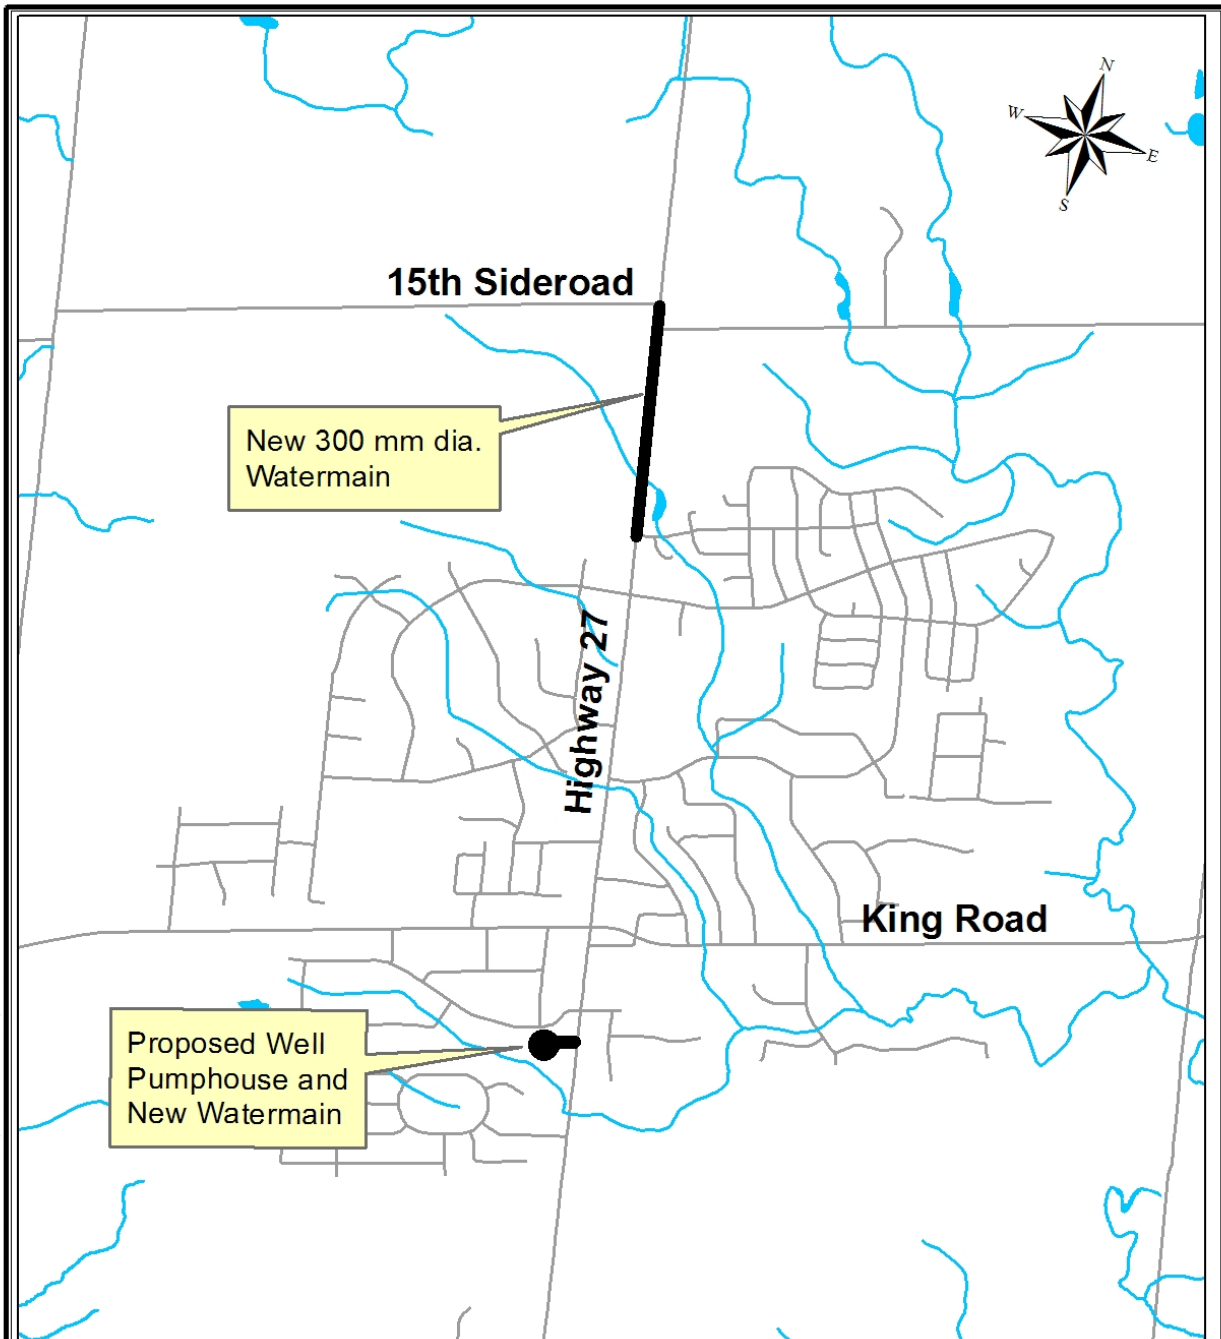 N
W
E
S
15th Sideroad
New 300 mm dia.
Watermain
Highway 27
King Road
Proposed Well
Pumphouse and
New Watermain